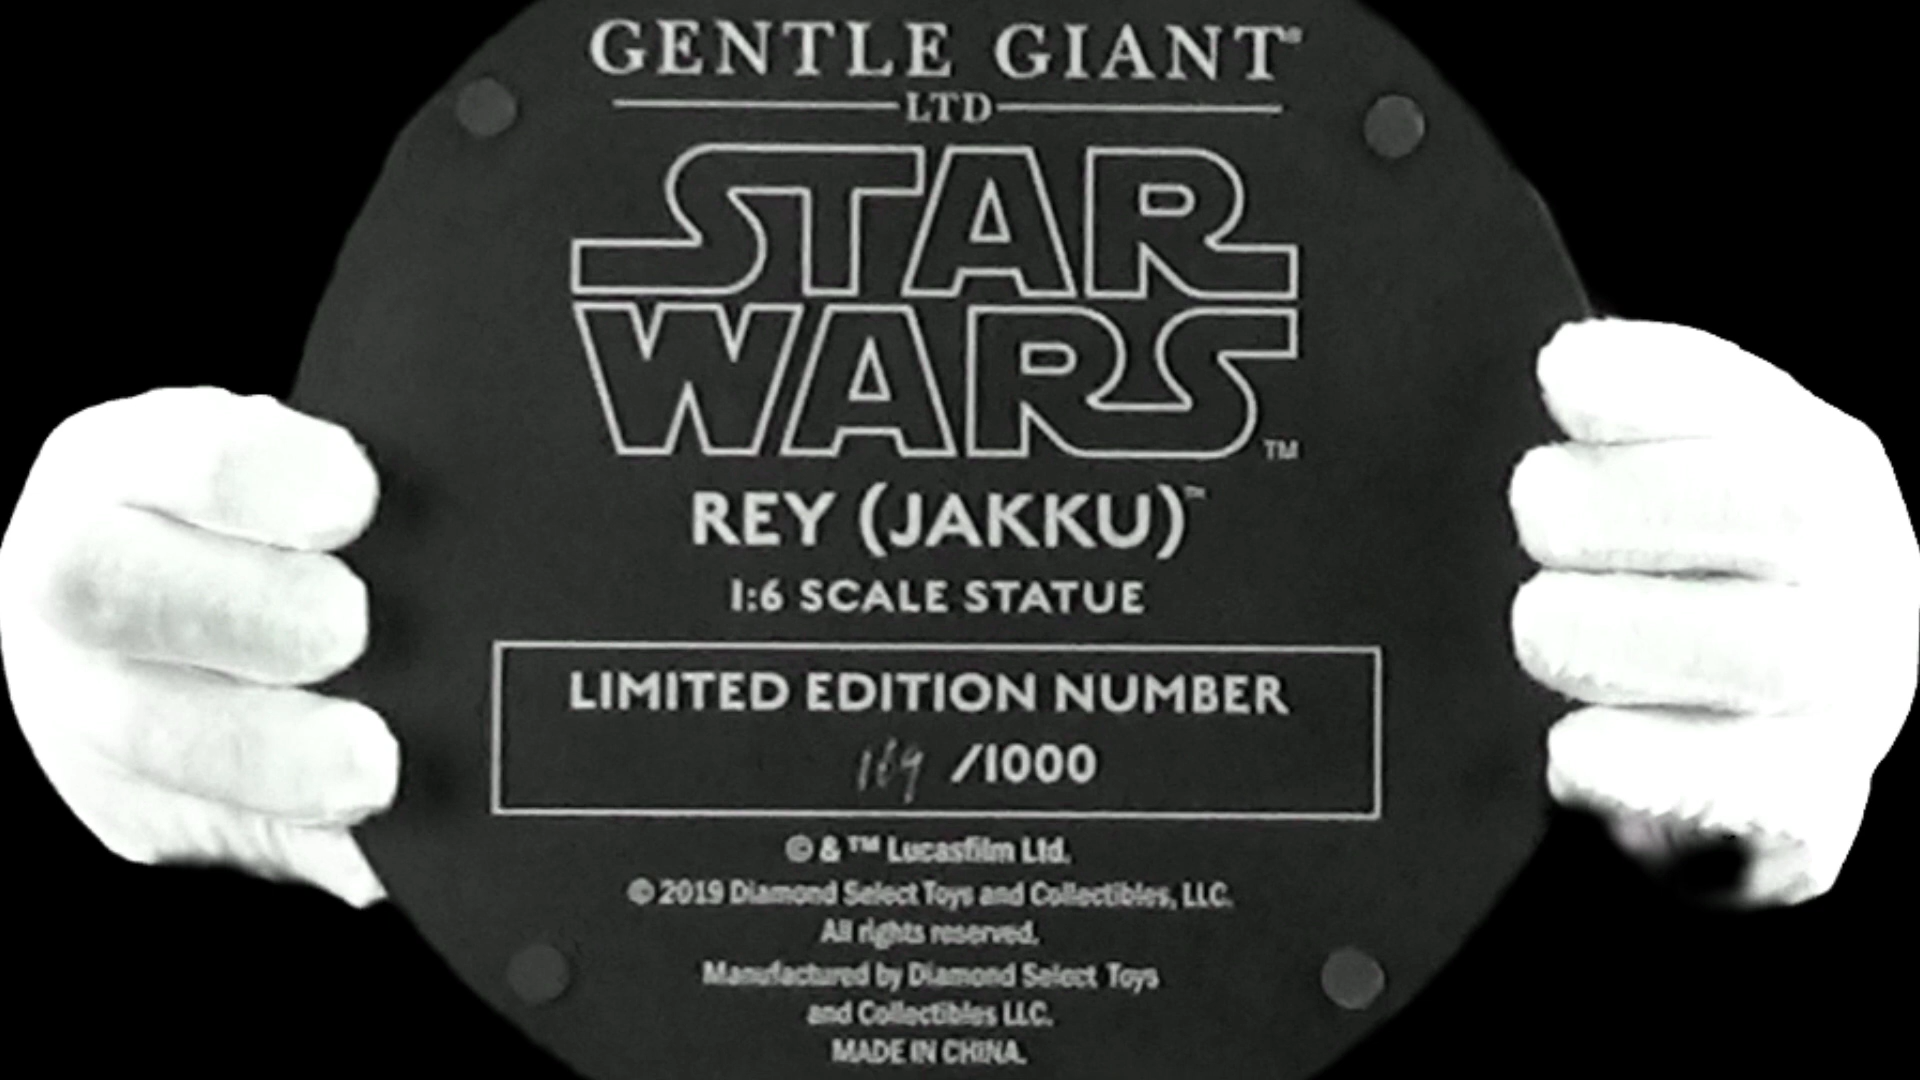 GENTLE GIANT®
LTD
STAR
WARS™
REY (JAKKU)™
1:6 SCALE STATUE
LIMITED EDITION NUMBER
169 /1000
© & ™ Lucasfilm Ltd.
© 2019 Diamond Select Toys and Collectibles, LLC.
All rights reserved.
Manufactured by Diamond Select Toys
and Collectibles LLC.
MADE IN CHINA.